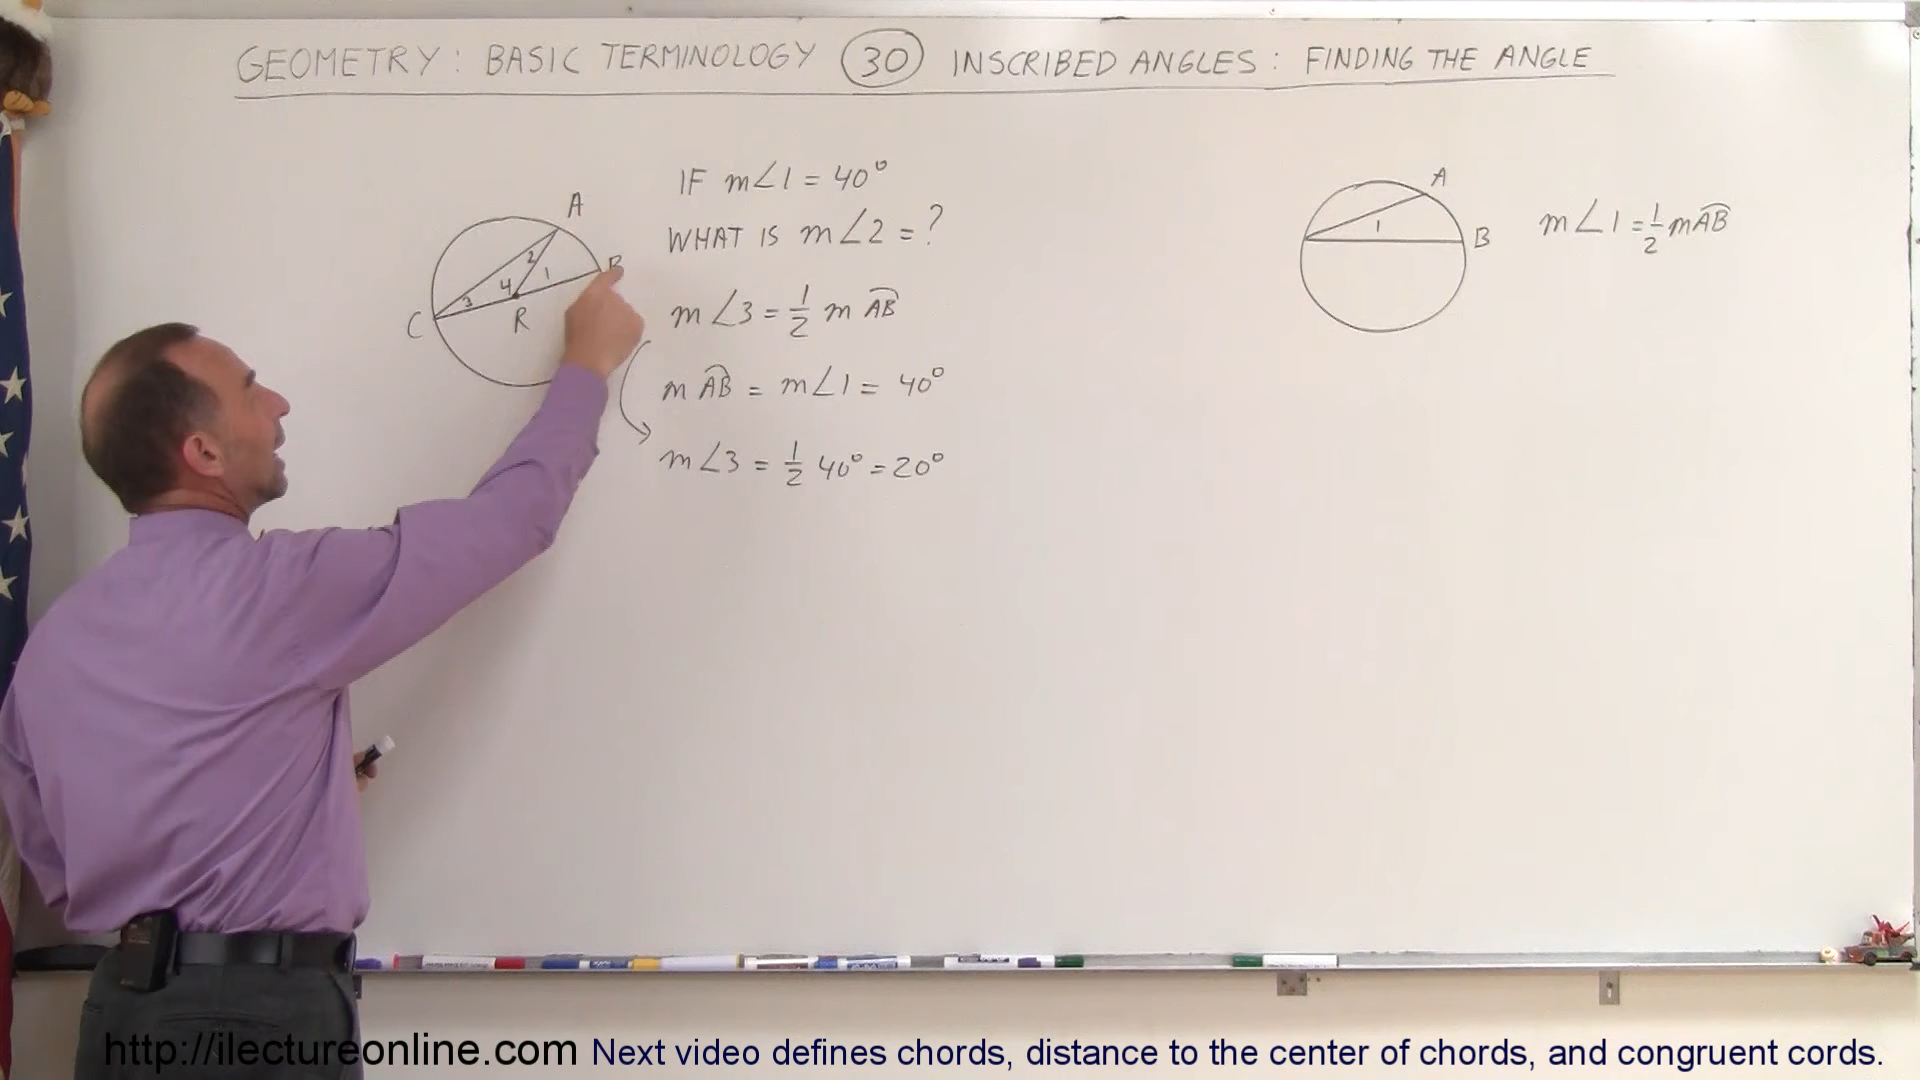 GEOMETRY: BASIC TERMINOLOGY 30 INSCRIBED ANGLES: FINDING THE ANGLE
IF m∠1 = 40°
WHAT IS m∠2 = ?
m∠3 = 1/2 m AB
m AB = m∠1 = 40°
m∠3 = 1/2 40° = 20°
A
B
2
1
4
3
C
R
A
1
B
m∠1 = 1/2 m AB
http://ilectureonline.com Next video defines chords, distance to the center of chords, and congruent cords.